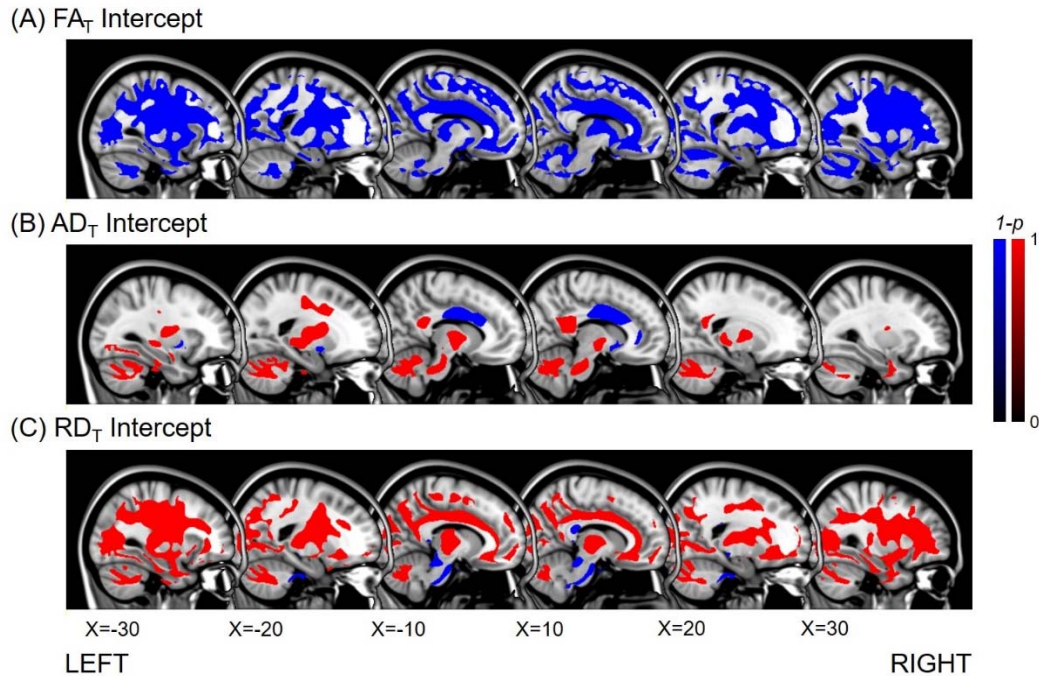 (A) FAT Intercept
(B) ADT Intercept
1-p
1
0
(C) RDT Intercept
X=-30 X=-20 X=-10 X=10 X=20 X=30
LEFT RIGHT